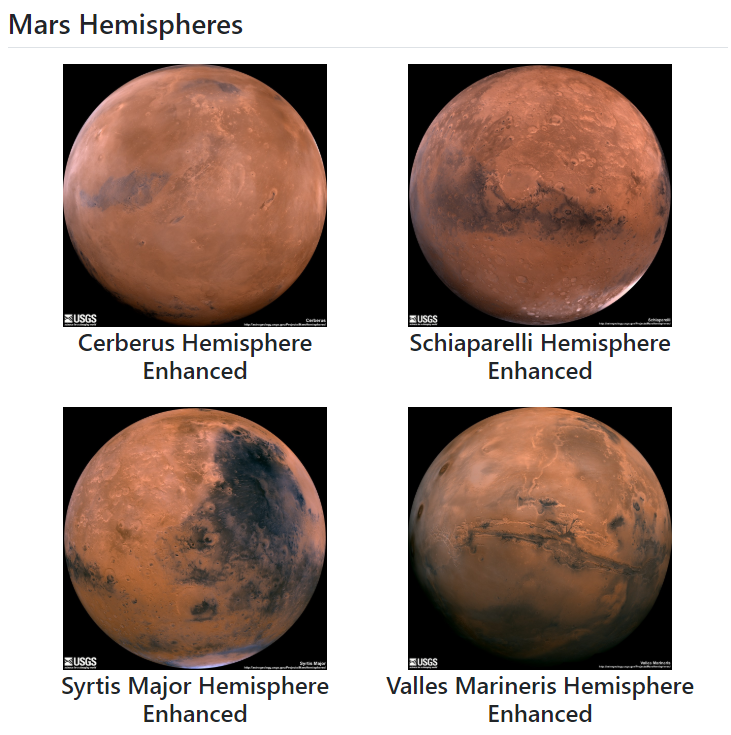 Mars Hemispheres
USGS
Cerberus
Cerberus Hemisphere
Enhanced
USGS
Schiaparelli
Schiaparelli Hemisphere
Enhanced
USGS
Syrtis Major
Syrtis Major Hemisphere
Enhanced
USGS
Valles Marineris
Valles Marineris Hemisphere
Enhanced